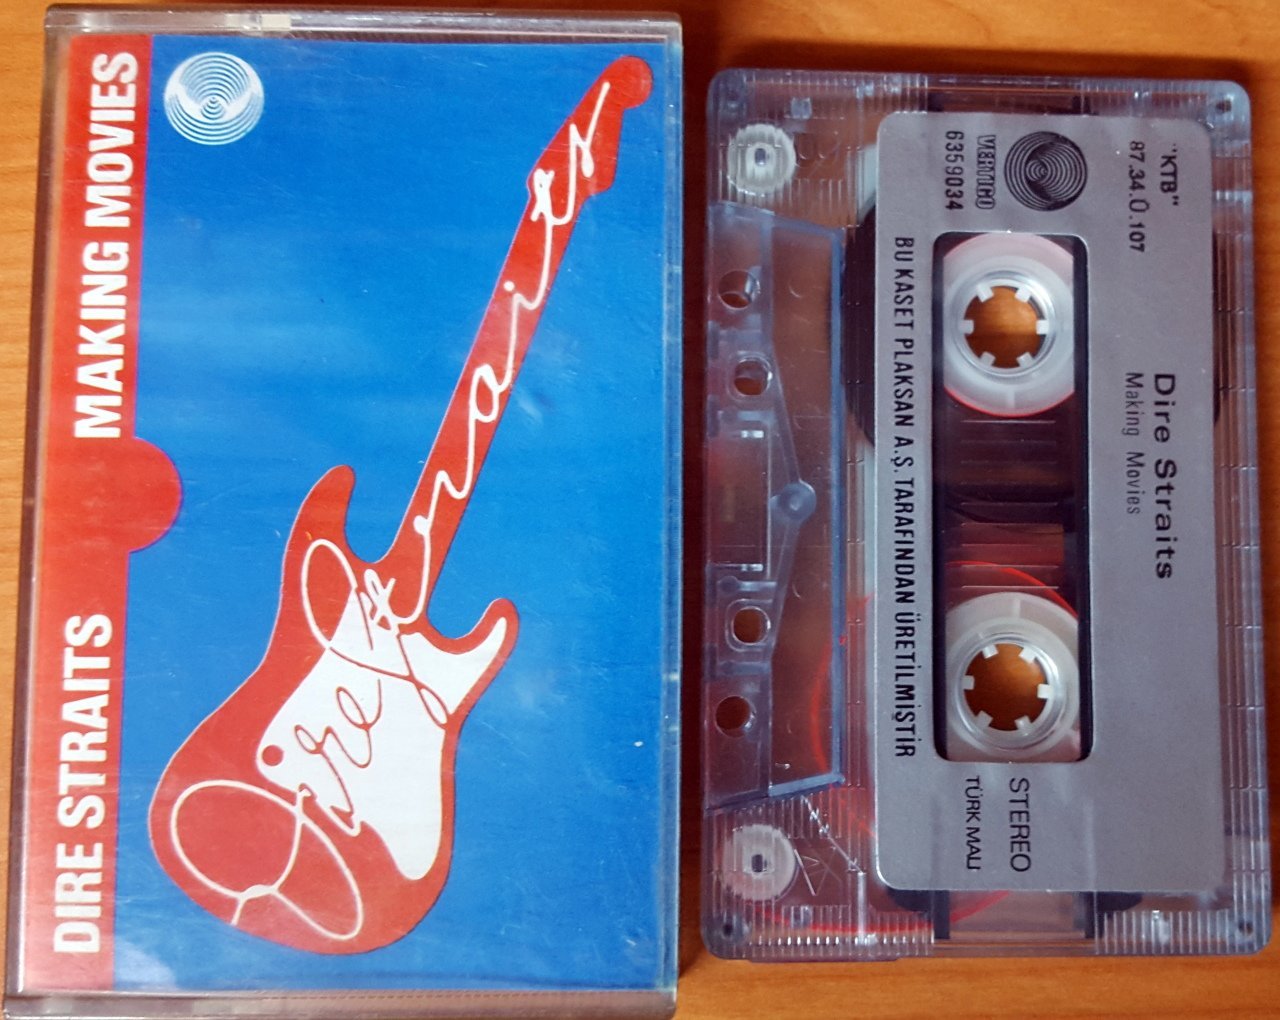 DIRE STRAITS MAKING MOVIES
Dire Straits
"KTB"
87.34.Ü.107
Dire Straits
Making Movies
VERTIGO
6359034
STEREO
TÜRK MALI
BU KASET PLAKSAN A.Ş. TARAFINDAN ÜRETİLMİŞTİR